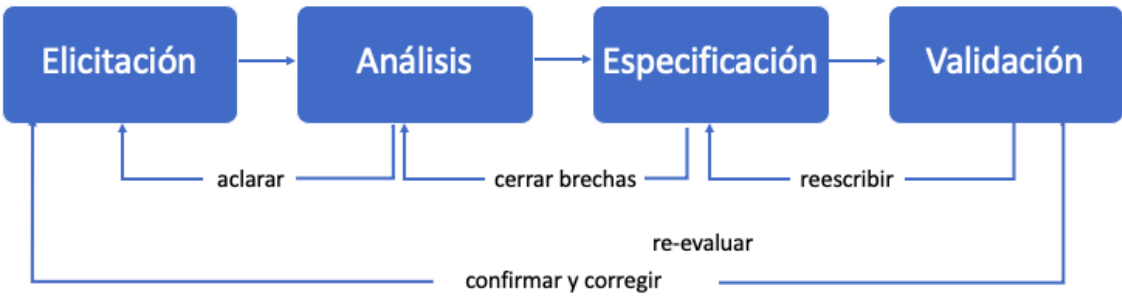 Elicitación
Análisis
Especificación
Validación
aclarar
cerrar brechas
reescribir
re-evaluar
confirmar y corregir